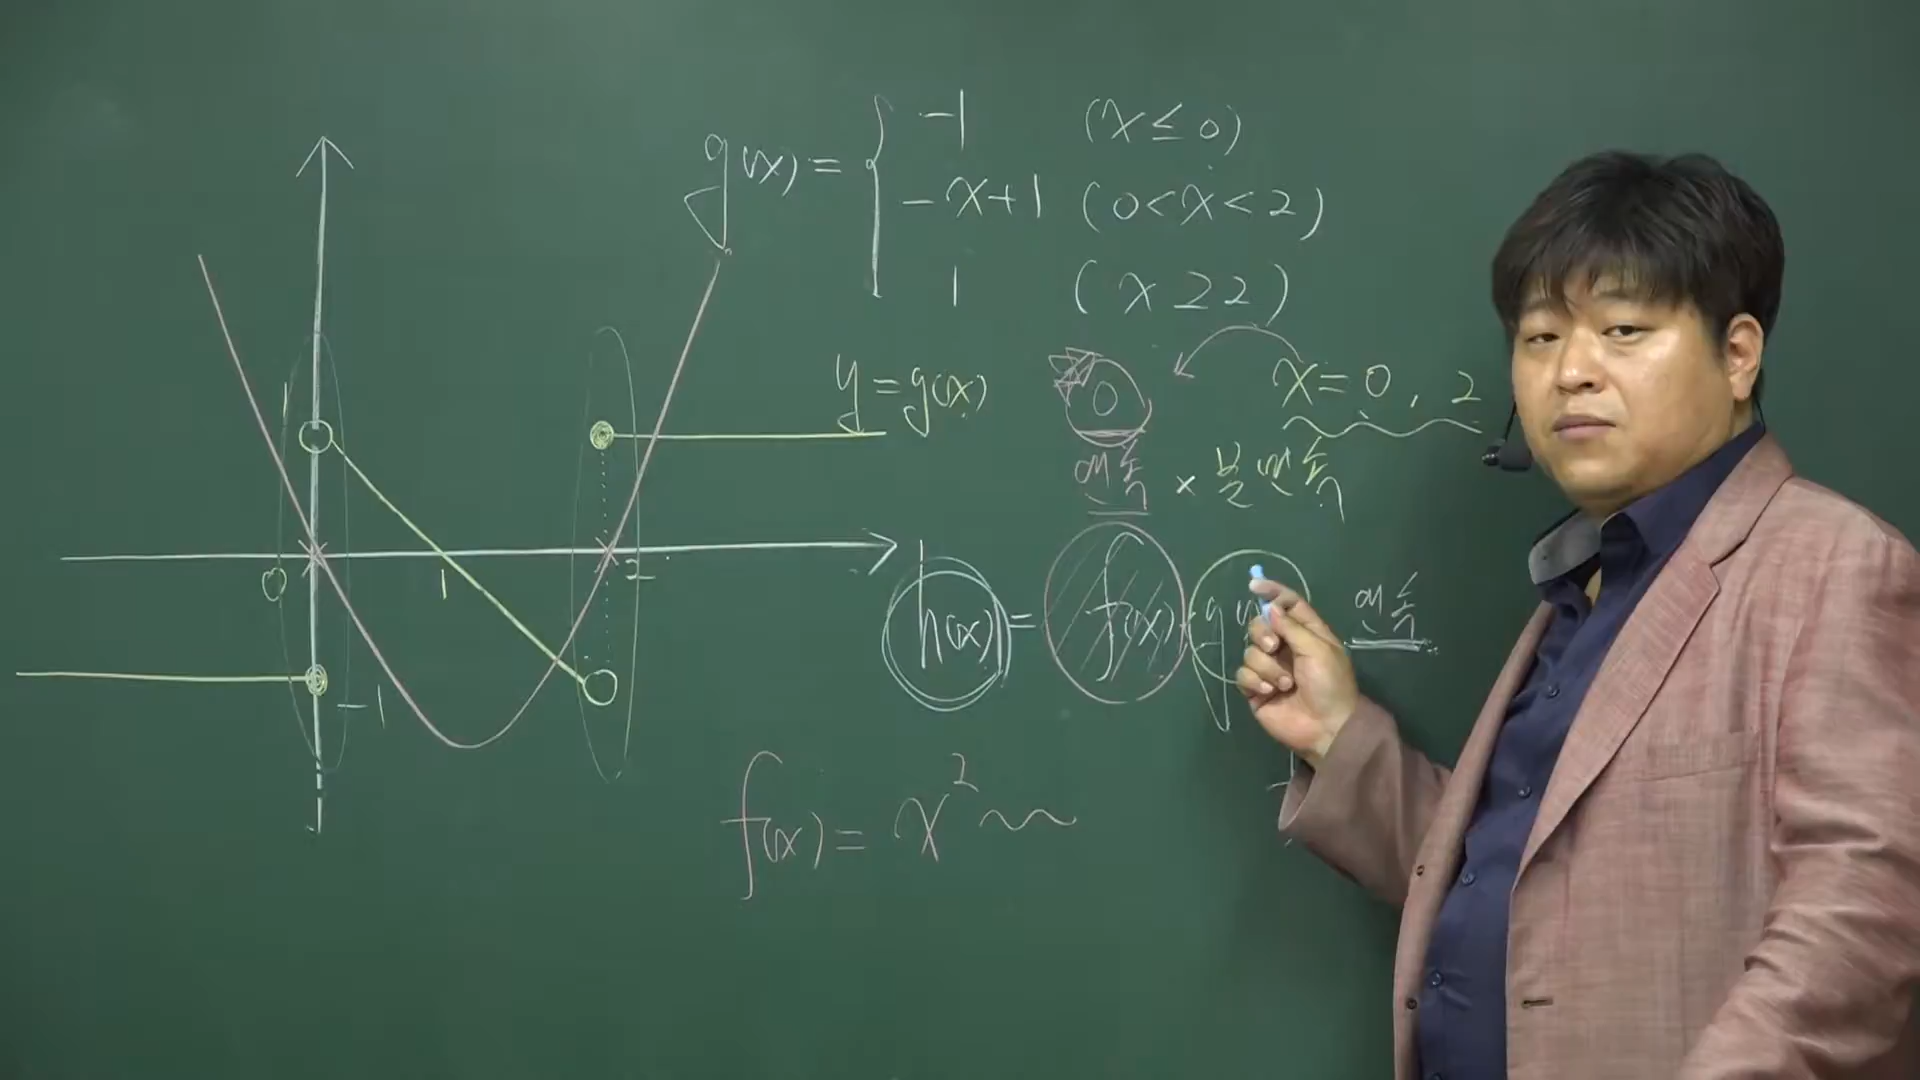 g(x) = { -1 (x ≤ 0)
-x+1 (0<x<2)
1 (x ≥ 2)
y = g(x)
0
x = 0, 2
연속 × 불연속
h(x) = f(x) · g(x) 연속
1
0
1
2
-1
f(x) = x²